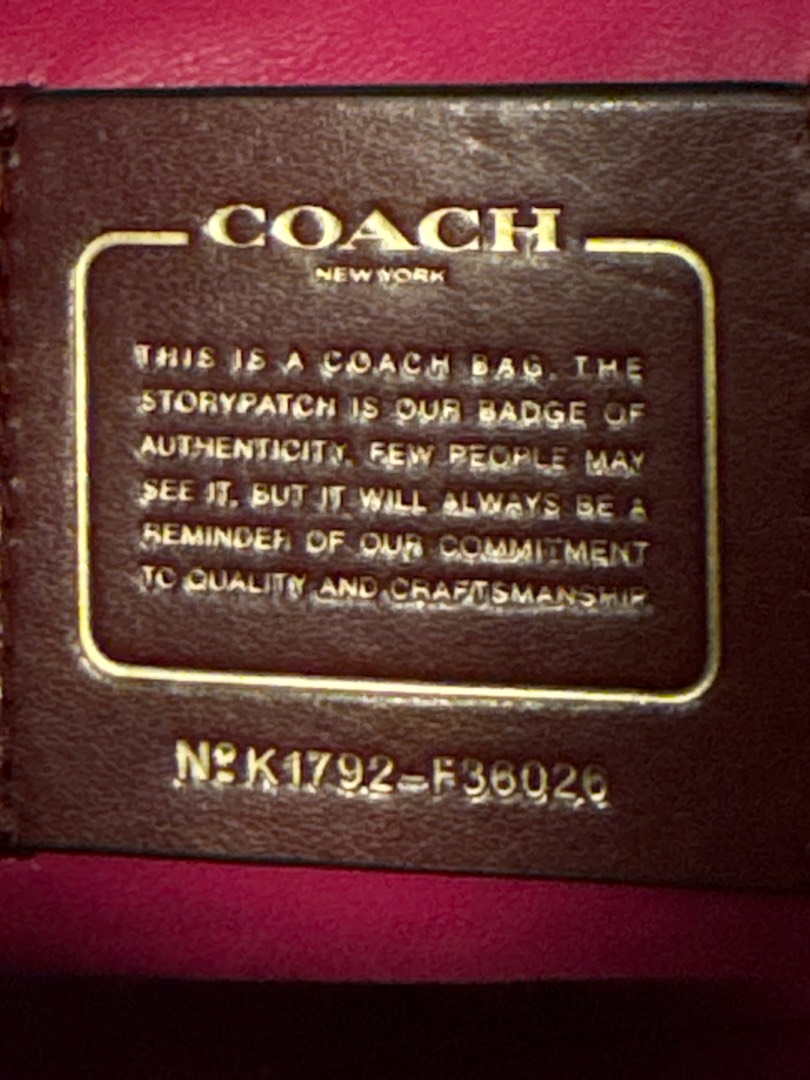 COACH
NEW YORK
THIS IS A COACH BAG. THE
STORYPATCH IS OUR BADGE OF
AUTHENTICITY. FEW PEOPLE MAY
SEE IT, BUT IT WILL ALWAYS BE A
REMINDER OF OUR COMMITMENT
TO QUALITY AND CRAFTSMANSHIP.
Nº K1792-F36026